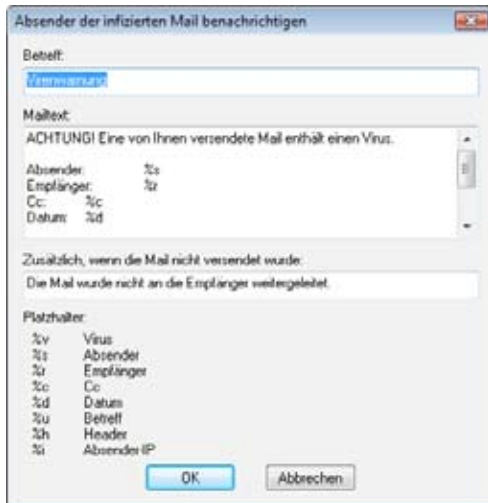 Absender der infizierten Mail benachrichtigen
Betreff:
Virenwarnung
Mailtext:
ACHTUNG! Eine von Ihnen versendete Mail enthält einen Virus.
Absender: %s
Empfänger: %r
Cc: %c
Datum: %d
Zusätzlich, wenn die Mail nicht versendet wurde:
Die Mail wurde nicht an die Empfänger weitergeleitet.
Platzhalter:
%v Virus
%s Absender
%r Empfänger
%c Cc
%d Datum
%u Betreff
%h Header
%i Absender-IP
OK Abbrechen